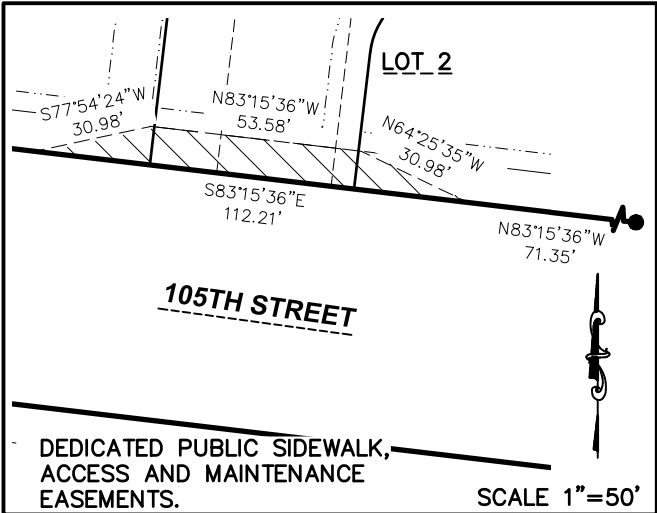 LOT 2
S77°54'24"W
30.98'
N83°15'36"W
53.58'
N64°25'35"W
30.98'
S83°15'36"E
112.21'
N83°15'36"W
71.35'
105TH STREET
DEDICATED PUBLIC SIDEWALK,
ACCESS AND MAINTENANCE
EASEMENTS.
SCALE 1"=50'